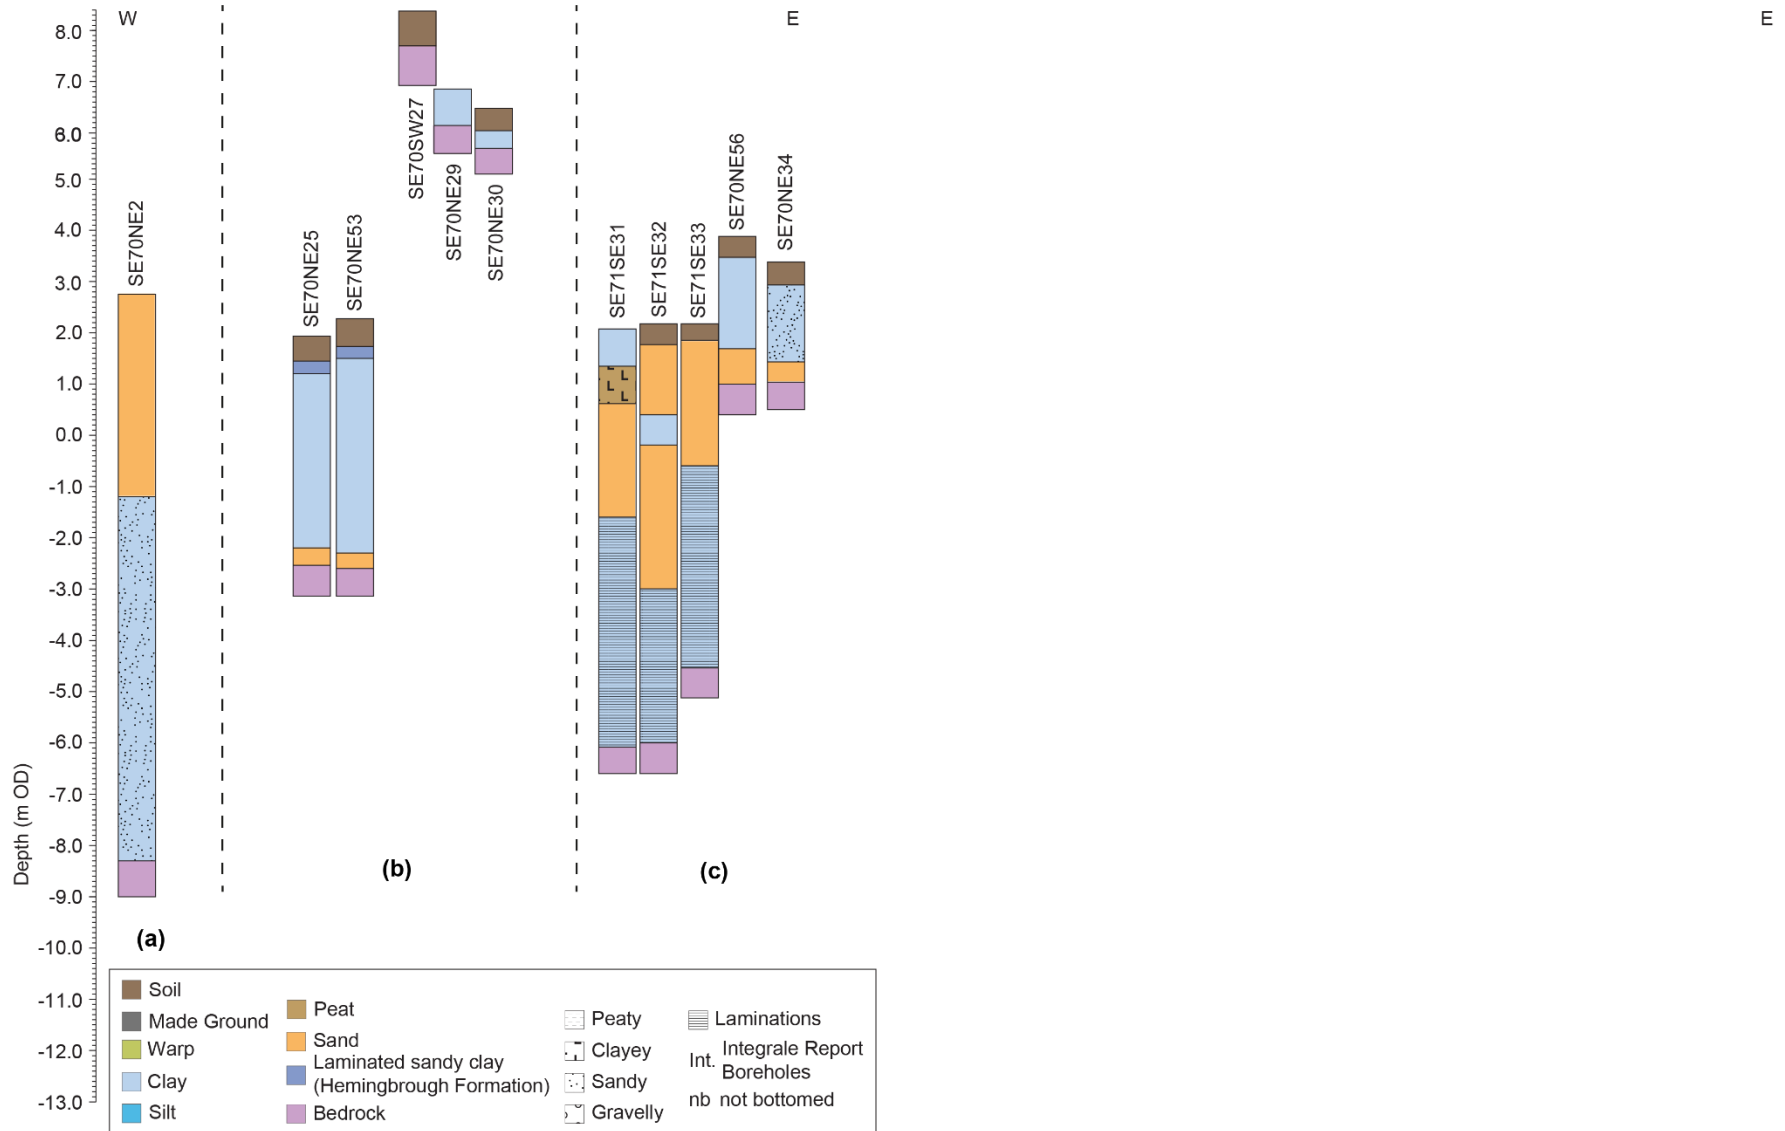 W
E
E
8.0
7.0
6.0
5.0
4.0
3.0
2.0
1.0
0.0
-1.0
-2.0
-3.0
-4.0
-5.0
-6.0
-7.0
-8.0
-9.0
-10.0
-11.0
-12.0
-13.0
Depth (m OD)
SE70NE2
SE70NE25
SE70NE53
SE70SW27
SE70NE29
SE70NE30
SE71SE31
SE71SE32
SE71SE33
SE70NE56
SE70NE34
(a)
(b)
(c)
Soil
Made Ground
Warp
Clay
Silt
Peat
Sand
Laminated sandy clay
(Hemingbrough Formation)
Bedrock
Peaty
Clayey
Sandy
Gravelly
Laminations
Int. Integrale Report
Boreholes
nb not bottomed